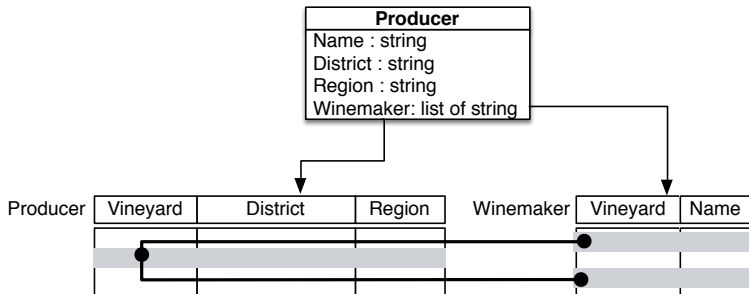 Producer
Name : string
District : string
Region : string
Winemaker: list of string
Producer Vineyard District Region Winemaker Vineyard Name